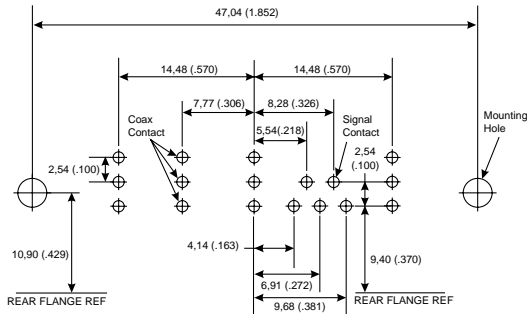 47,04 (1.852)
14,48 (.570)
14,48 (.570)
7,77 (.306)
8,28 (.326)
Coax
Contact
5,54(.218)
Signal
Contact
Mounting
Hole
2,54 (.100)
2,54
(.100)
10,90 (.429)
4,14 (.163)
9,40 (.370)
6,91 (.272)
REAR FLANGE REF
REAR FLANGE REF
9,68 (.381)